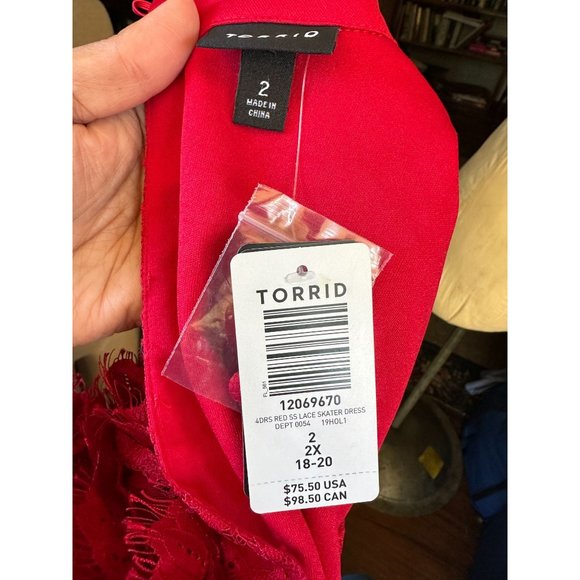 TORRID
2
MADE IN
CHINA
TORRID
FL_981
12069670
4DRS RED SS LACE SKATER DRESS
DEPT 0054 19HOL1
2
2X
18-20
$75.50 USA
$98.50 CAN